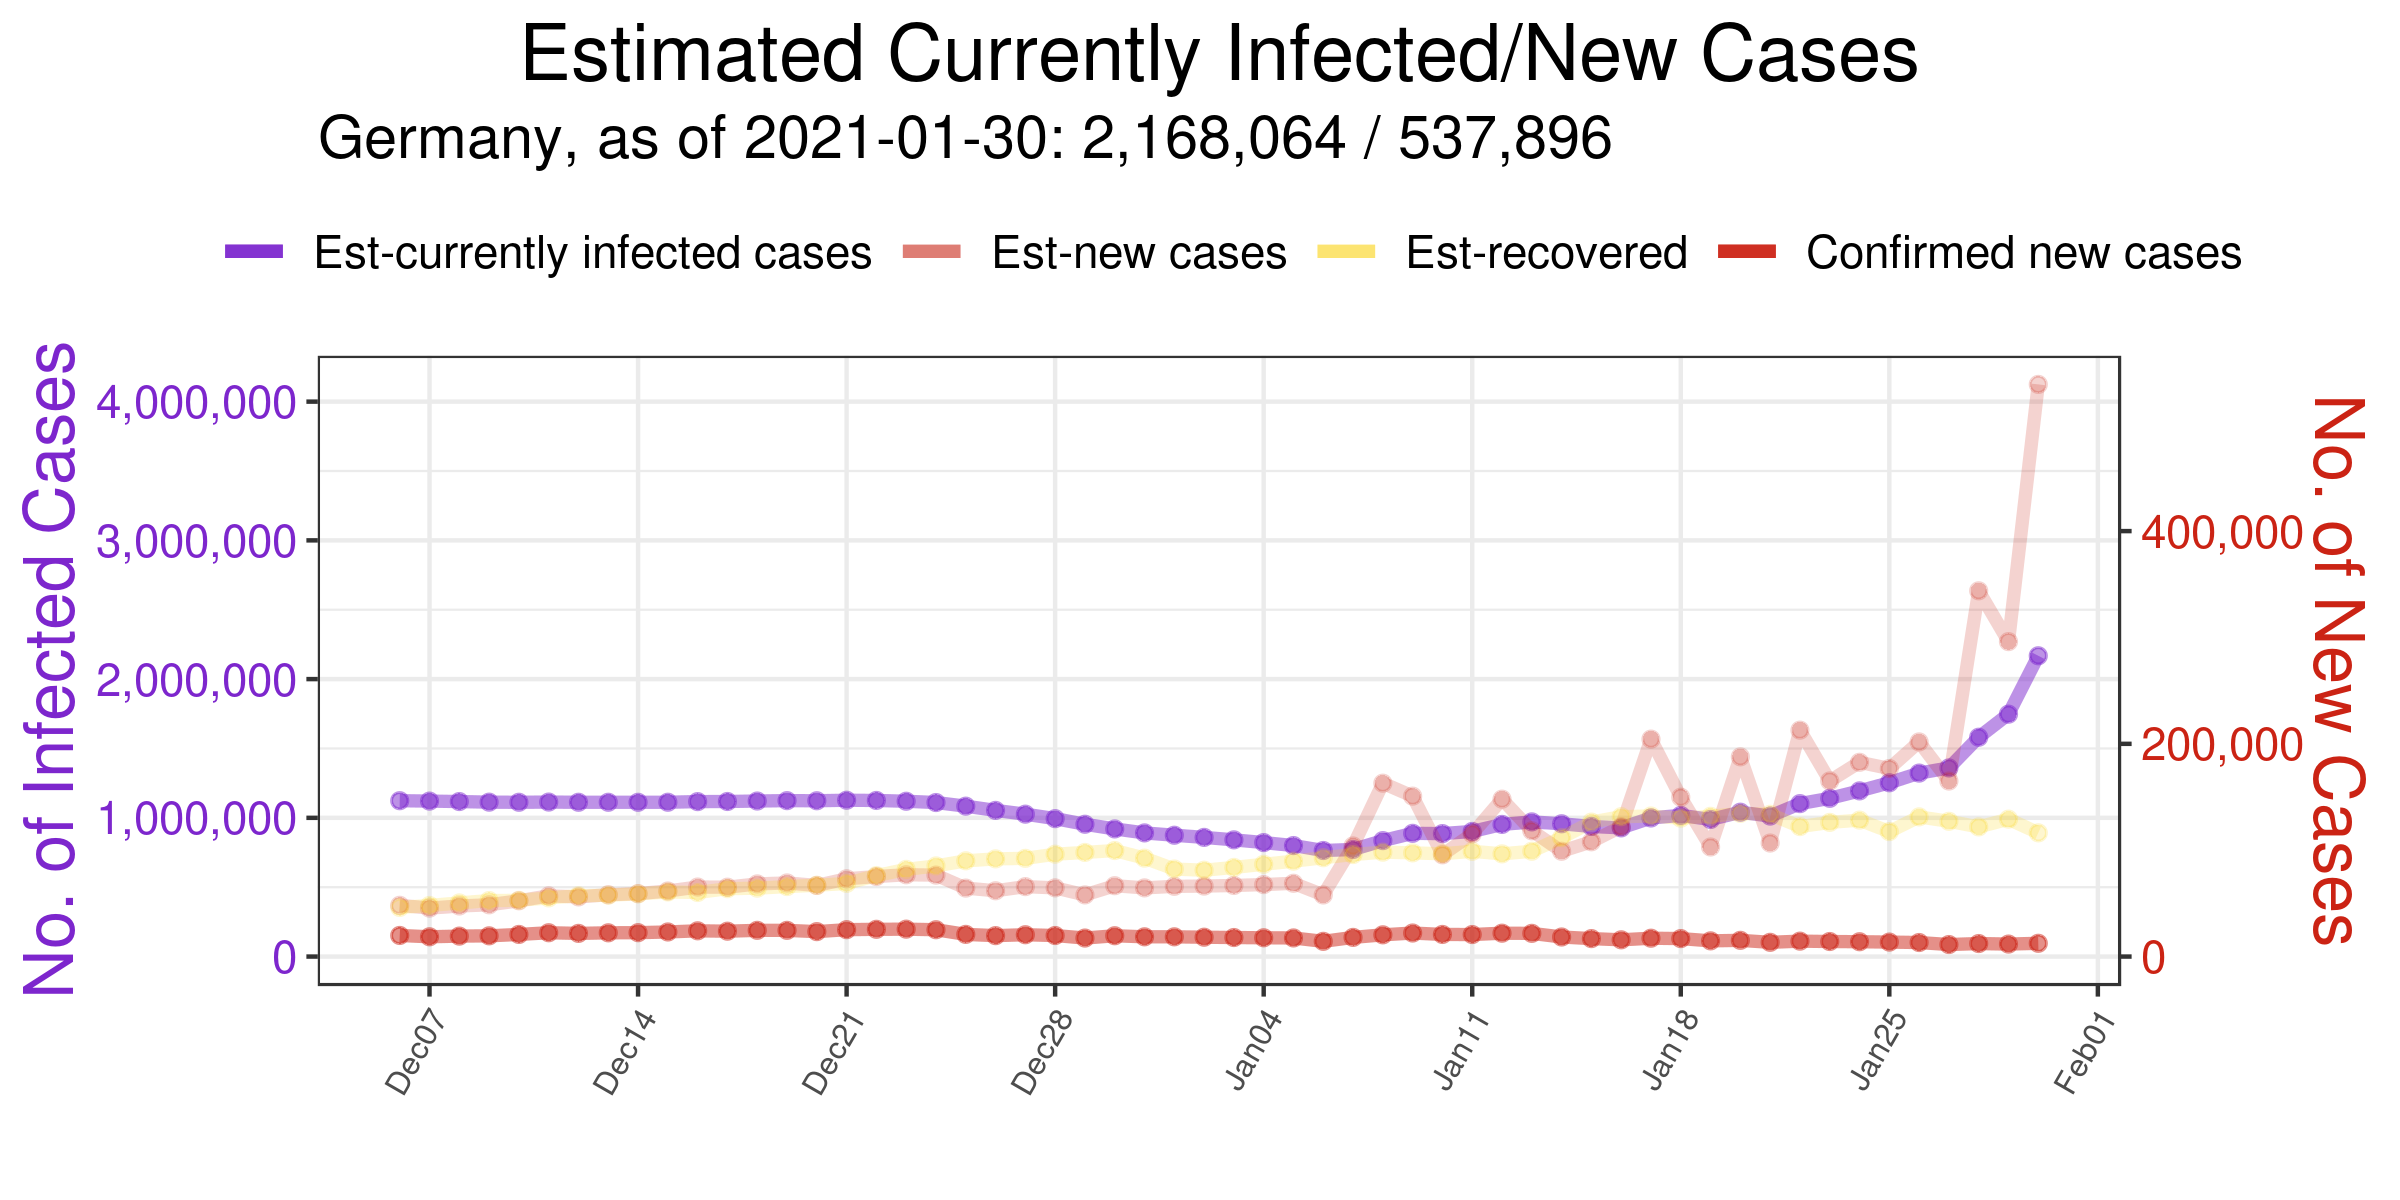 Estimated Currently Infected/New Cases
Germany, as of 2021-01-30: 2,168,064 / 537,896
Est-currently infected cases Est-new cases Est-recovered Confirmed new cases
No. of Infected Cases
4,000,000
3,000,000
2,000,000
1,000,000
0
400,000
200,000
0
No. of New Cases
Dec07 Dec14 Dec21 Dec28 Jan04 Jan11 Jan18 Jan25 Feb01